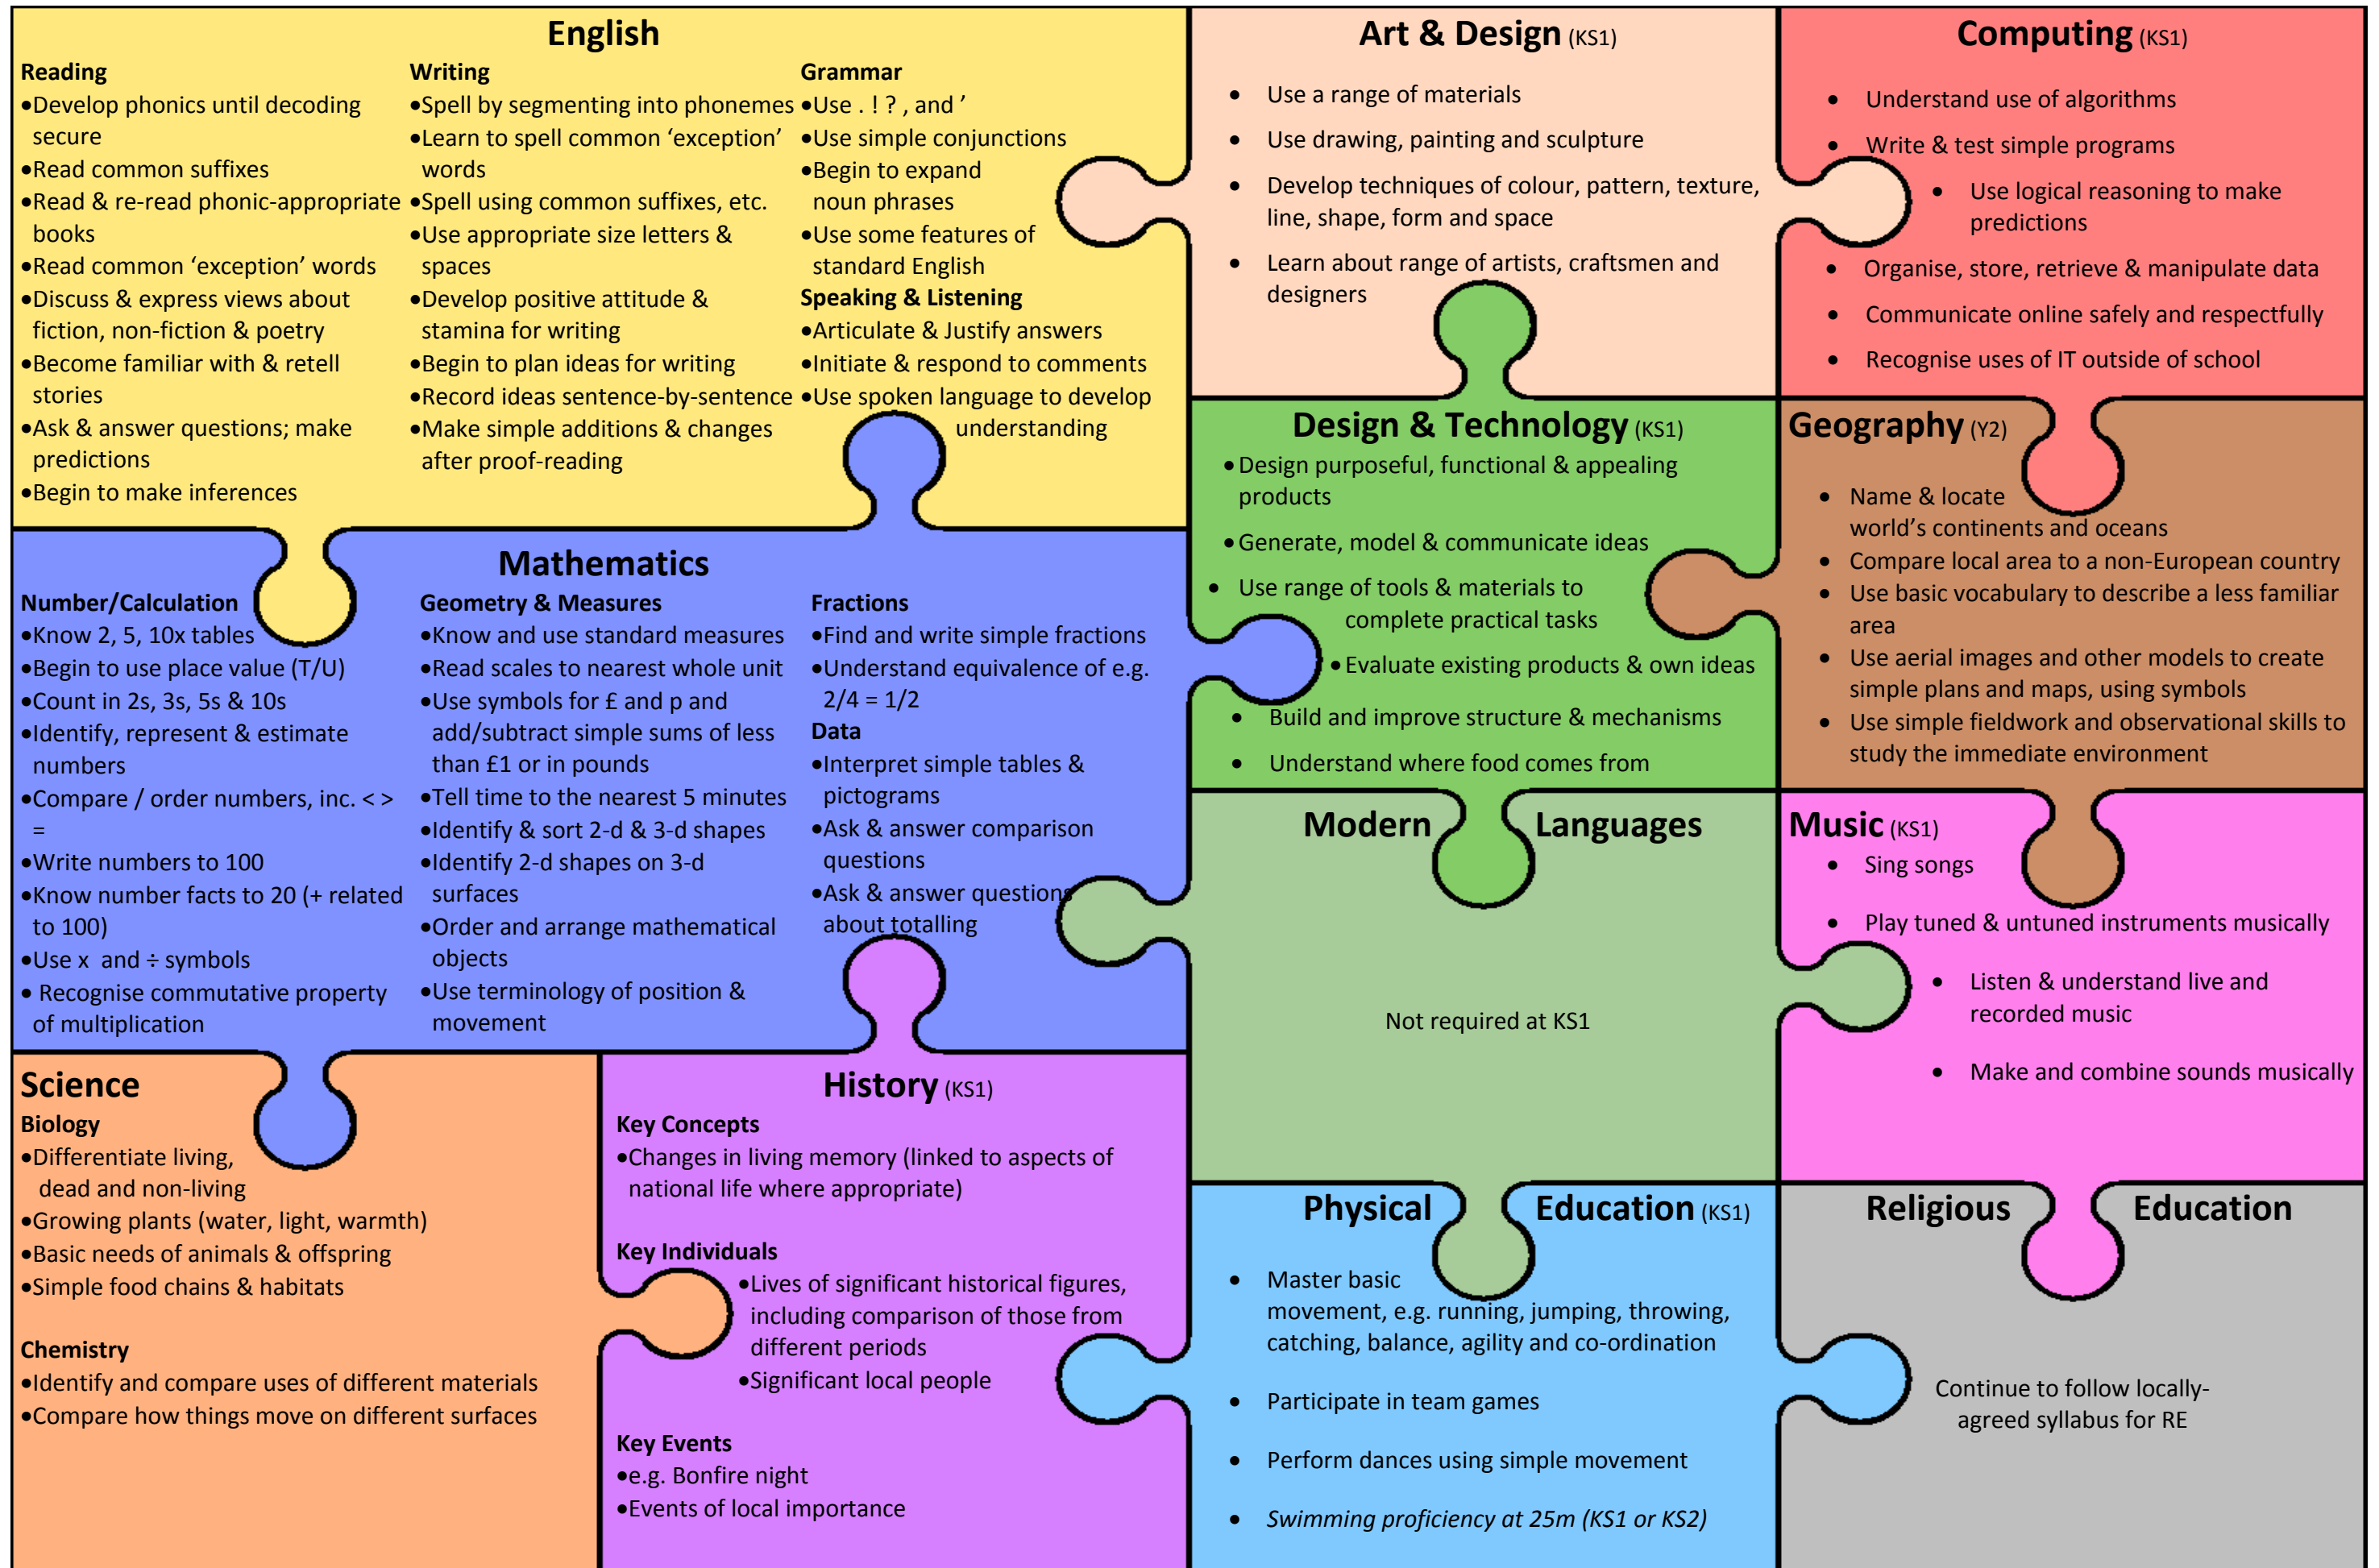 English
Reading
•Develop phonics until decoding
secure
•Read common suffixes
•Read & re-read phonic-appropriate
books
•Read common ‘exception’ words
•Discuss & express views about
fiction, non-fiction & poetry
•Become familiar with & retell
stories
•Ask & answer questions; make
predictions
•Begin to make inferences
Writing
•Spell by segmenting into phonemes
•Learn to spell common ‘exception’
words
•Spell using common suffixes, etc.
•Use appropriate size letters &
spaces
•Develop positive attitude &
stamina for writing
•Begin to plan ideas for writing
•Record ideas sentence-by-sentence
•Make simple additions & changes
after proof-reading
Grammar
•Use . ! ? , and ’
•Use simple conjunctions
•Begin to expand
noun phrases
•Use some features of
standard English
Speaking & Listening
•Articulate & Justify answers
•Initiate & respond to comments
•Use spoken language to develop
understanding
Art & Design (KS1)
• Use a range of materials
• Use drawing, painting and sculpture
• Develop techniques of colour, pattern, texture,
line, shape, form and space
• Learn about range of artists, craftsmen and
designers
Computing (KS1)
• Understand use of algorithms
• Write & test simple programs
• Use logical reasoning to make
predictions
• Organise, store, retrieve & manipulate data
• Communicate online safely and respectfully
• Recognise uses of IT outside of school
Mathematics
Number/Calculation
•Know 2, 5, 10x tables
•Begin to use place value (T/U)
•Count in 2s, 3s, 5s & 10s
•Identify, represent & estimate
numbers
•Compare / order numbers, inc. < >
=
•Write numbers to 100
•Know number facts to 20 (+ related
to 100)
•Use x and ÷ symbols
• Recognise commutative property
of multiplication
Geometry & Measures
•Know and use standard measures
•Read scales to nearest whole unit
•Use symbols for £ and p and
add/subtract simple sums of less
than £1 or in pounds
•Tell time to the nearest 5 minutes
•Identify & sort 2-d & 3-d shapes
•Identify 2-d shapes on 3-d
surfaces
•Order and arrange mathematical
objects
•Use terminology of position &
movement
Fractions
•Find and write simple fractions
•Understand equivalence of e.g.
2/4 = 1/2
Data
•Interpret simple tables &
pictograms
•Ask & answer comparison
questions
•Ask & answer questions
about totalling
Design & Technology (KS1)
•Design purposeful, functional & appealing
products
•Generate, model & communicate ideas
• Use range of tools & materials to
complete practical tasks
•Evaluate existing products & own ideas
• Build and improve structure & mechanisms
• Understand where food comes from
Geography (Y2)
• Name & locate
world’s continents and oceans
• Compare local area to a non-European country
• Use basic vocabulary to describe a less familiar
area
• Use aerial images and other models to create
simple plans and maps, using symbols
• Use simple fieldwork and observational skills to
study the immediate environment
Modern Languages
Not required at KS1
Music (KS1)
• Sing songs
• Play tuned & untuned instruments musically
• Listen & understand live and
recorded music
• Make and combine sounds musically
Science
Biology
•Differentiate living,
dead and non-living
•Growing plants (water, light, warmth)
•Basic needs of animals & offspring
•Simple food chains & habitats
Chemistry
•Identify and compare uses of different materials
•Compare how things move on different surfaces
History (KS1)
Key Concepts
•Changes in living memory (linked to aspects of
national life where appropriate)
Key Individuals
•Lives of significant historical figures,
including comparison of those from
different periods
•Significant local people
Key Events
•e.g. Bonfire night
•Events of local importance
Physical Education (KS1)
• Master basic
movement, e.g. running, jumping, throwing,
catching, balance, agility and co-ordination
• Participate in team games
• Perform dances using simple movement
• Swimming proficiency at 25m (KS1 or KS2)
Religious Education
Continue to follow locally-
agreed syllabus for RE